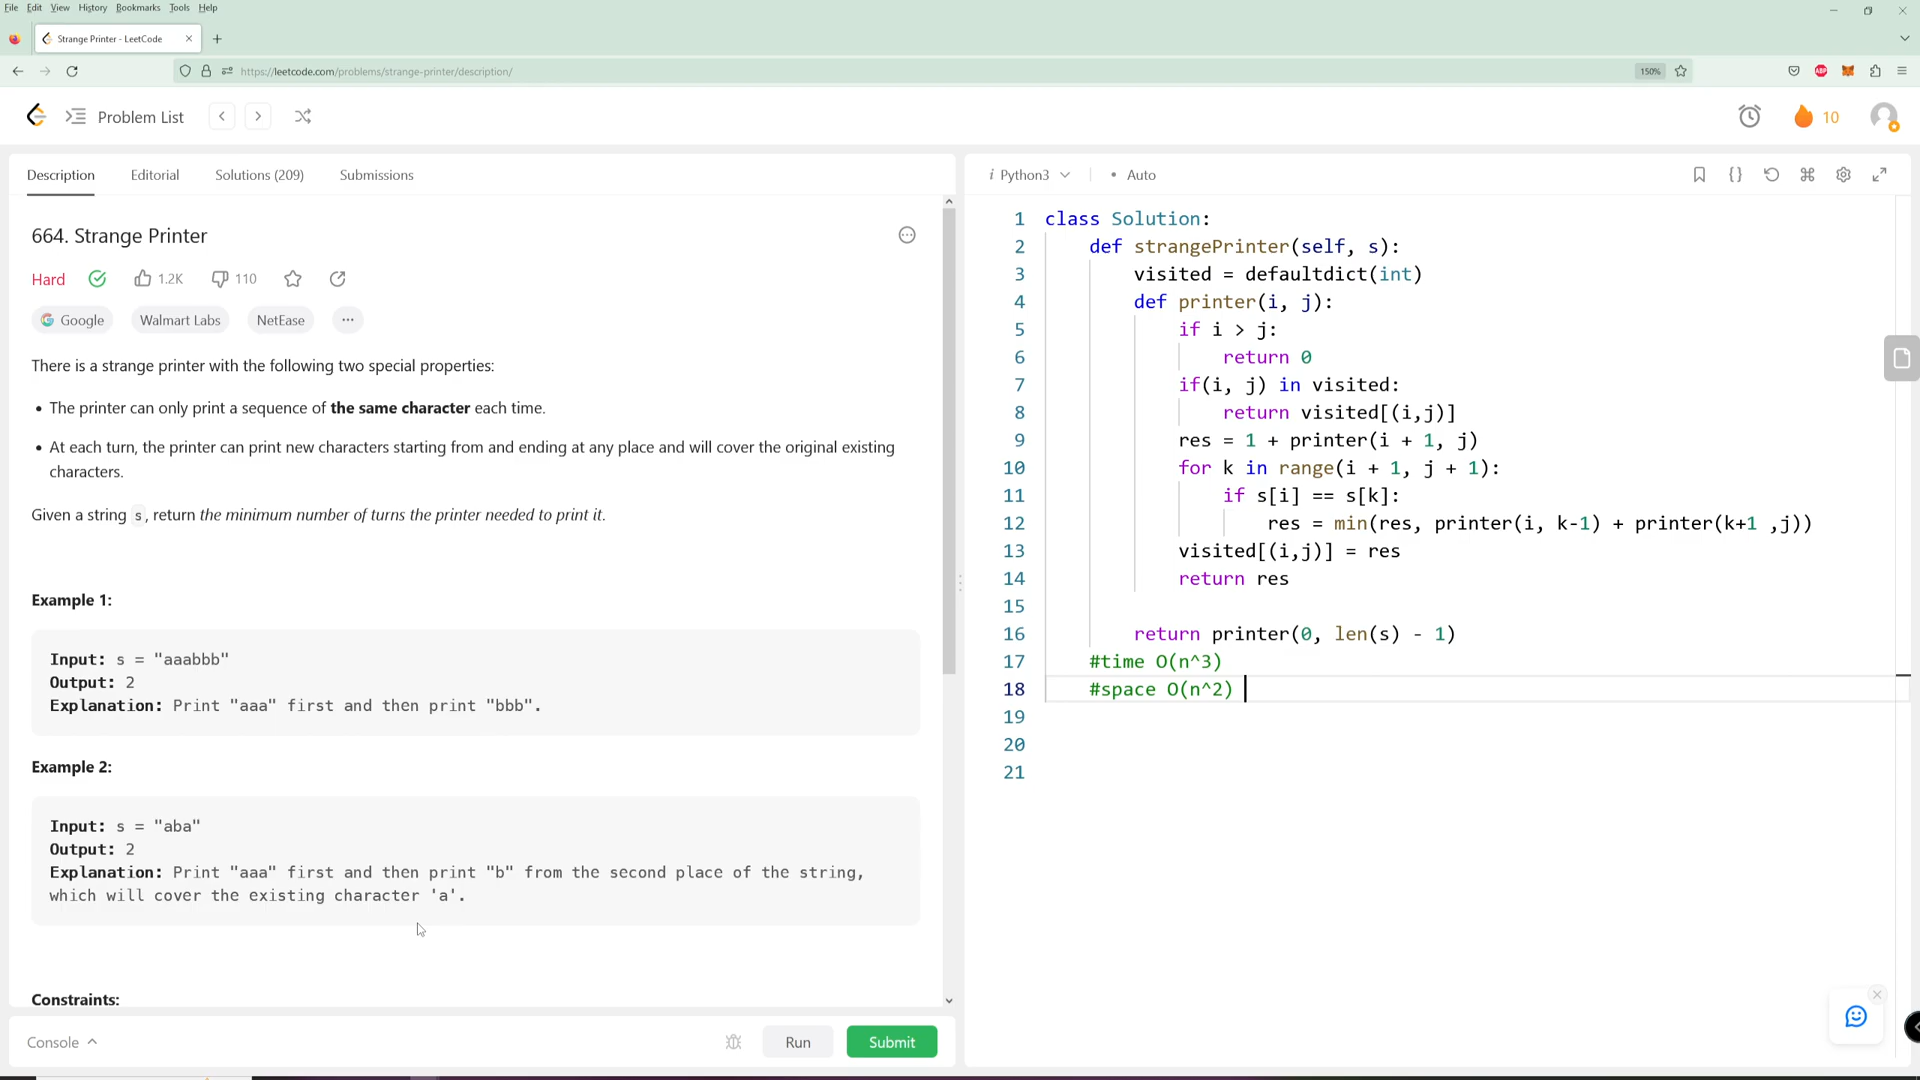 File Edit View History Bookmarks Tools Help
Strange Printer - LeetCode
https://leetcode.com/problems/strange-printer/description/
150%
ABP
Problem List
10
Description Editorial Solutions (209) Submissions
664. Strange Printer
Hard 1.2K 110
Google Walmart Labs NetEase ...
There is a strange printer with the following two special properties:
• The printer can only print a sequence of the same character each time.
• At each turn, the printer can print new characters starting from and ending at any place and will cover the original existing
characters.
Given a string s, return the minimum number of turns the printer needed to print it.
Example 1:
Input: s = "aaabbb"
Output: 2
Explanation: Print "aaa" first and then print "bbb".
Example 2:
Input: s = "aba"
Output: 2
Explanation: Print "aaa" first and then print "b" from the second place of the string,
which will cover the existing character 'a'.
Constraints:
Console
Run
Submit
i Python3 • Auto
1 class Solution:
2 def strangePrinter(self, s):
3 visited = defaultdict(int)
4 def printer(i, j):
5 if i > j:
6 return 0
7 if(i, j) in visited:
8 return visited[(i,j)]
9 res = 1 + printer(i + 1, j)
10 for k in range(i + 1, j + 1):
11 if s[i] == s[k]:
12 res = min(res, printer(i, k-1) + printer(k+1 ,j))
13 visited[(i,j)] = res
14 return res
15
16 return printer(0, len(s) - 1)
17 #time O(n^3)
18 #space O(n^2)
19
20
21